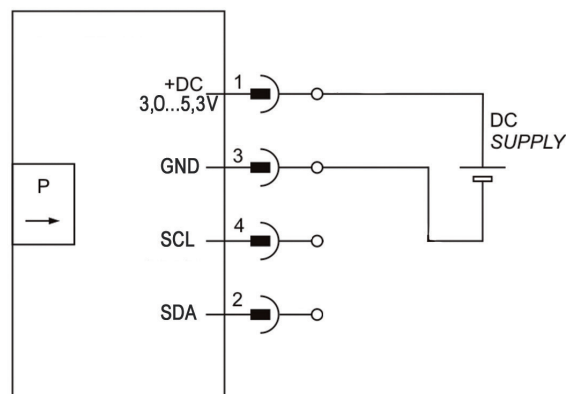 +DC 1
3,0...5,3V
DC
SUPPLY
P
GND 3
SCL 4
SDA 2